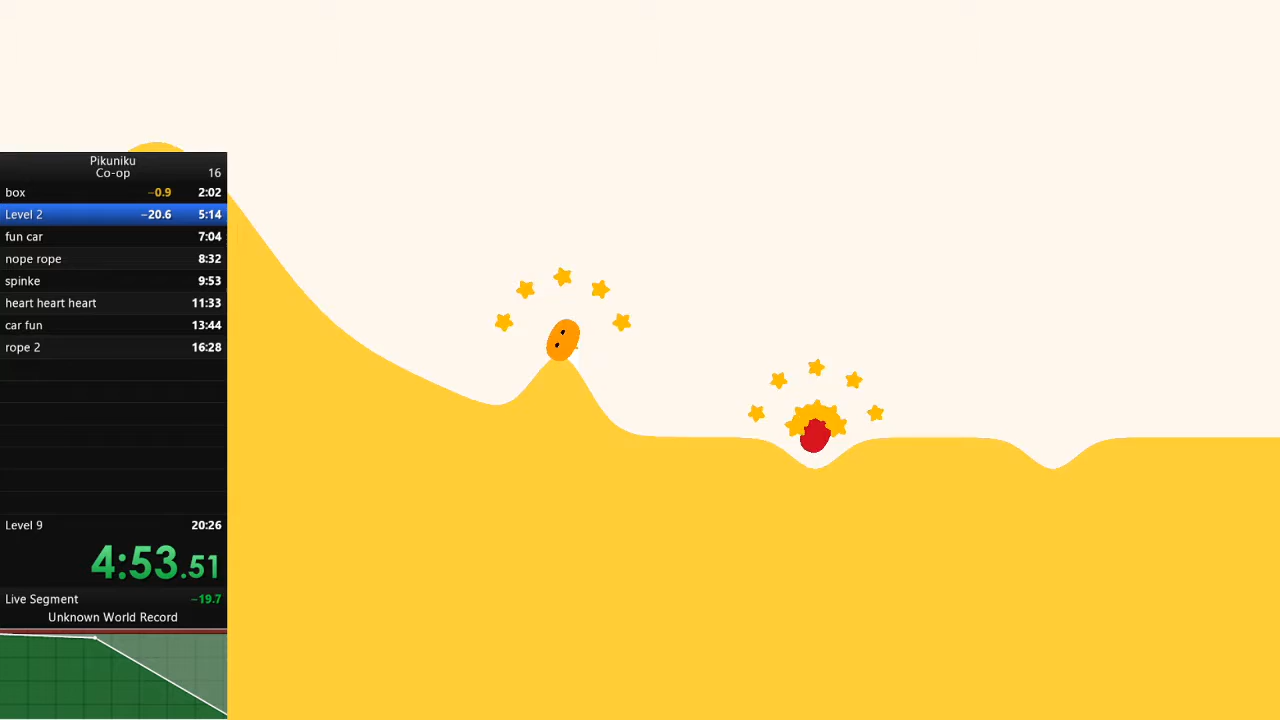 Pikuniku
Co-op 16
box −0.9 2:02
Level 2 −20.6 5:14
fun car 7:04
nope rope 8:32
spinke 9:53
heart heart heart 11:33
car fun 13:44
rope 2 16:28
Level 9 20:26
4:53.51
Live Segment −19.7
Unknown World Record